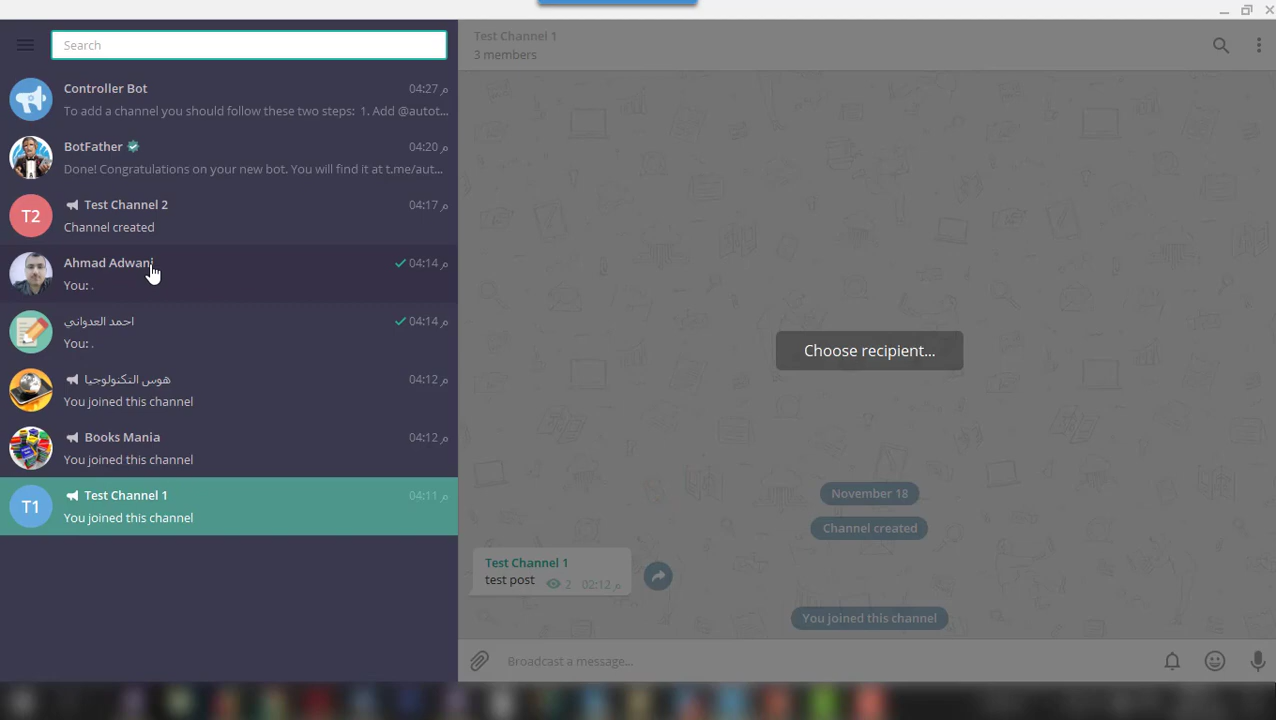 Search
Controller Bot
04:27 م
To add a channel you should follow these two steps: 1. Add @autot...
BotFather
04:20 م
Done! Congratulations on your new bot. You will find it at t.me/aut...
T2
Test Channel 2
04:17 م
Channel created
Ahmad Adwani
04:14 م
You: .
احمد العدواني
04:14 م
You: .
هوس التكنولوجيا
04:12 م
You joined this channel
Books Mania
04:12 م
You joined this channel
T1
Test Channel 1
04:11 م
You joined this channel
Test Channel 1
3 members
Choose recipient...
November 18
Channel created
Test Channel 1
test post
2
02:12 م
You joined this channel
Broadcast a message...